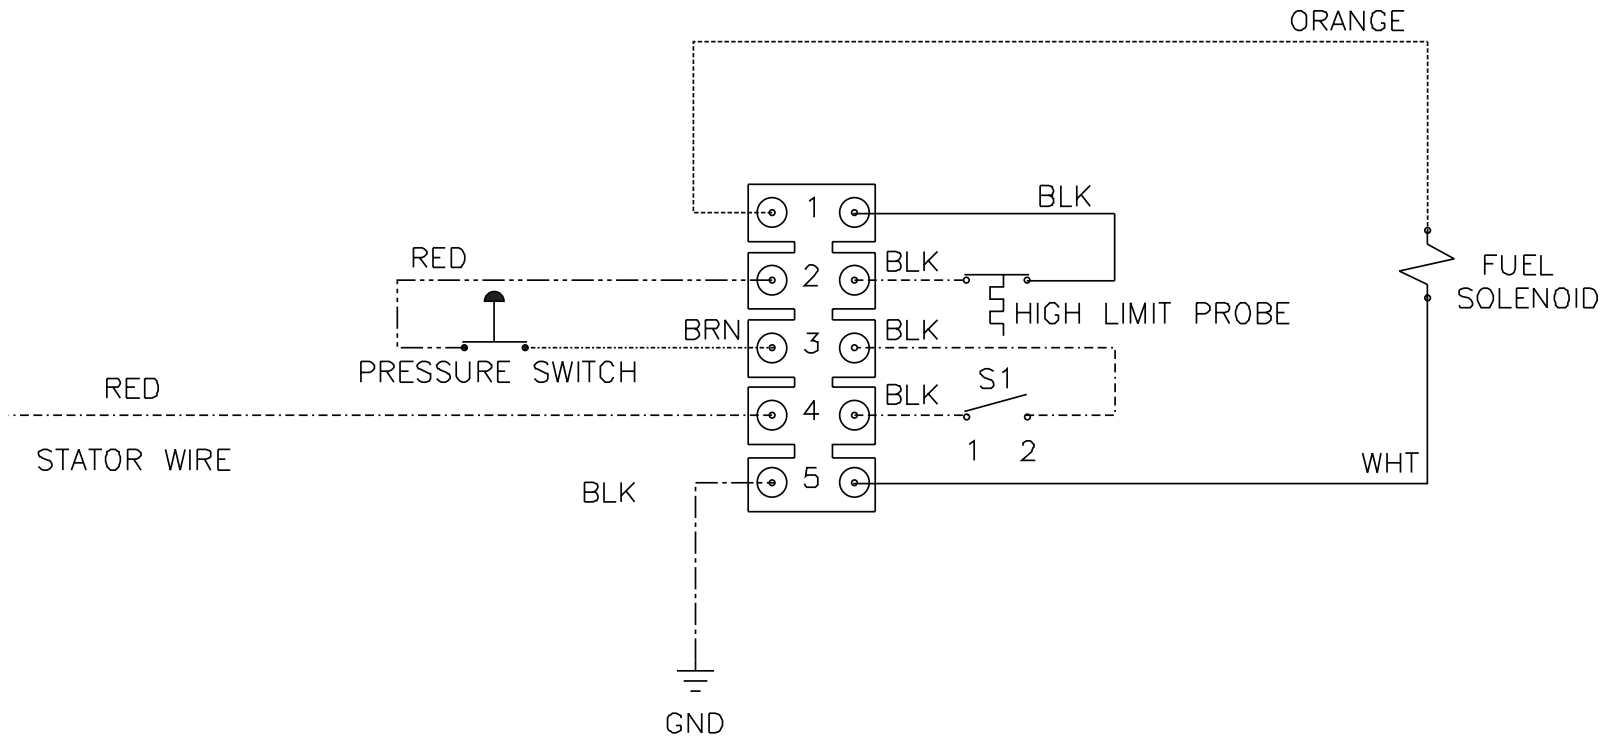 ORANGE
1
BLK
RED
2
BLK
FUEL
SOLENOID
HIGH LIMIT PROBE
BRN
3
BLK
PRESSURE SWITCH
RED
4
BLK
S1
STATOR WIRE
1 2
WHT
5
BLK
GND